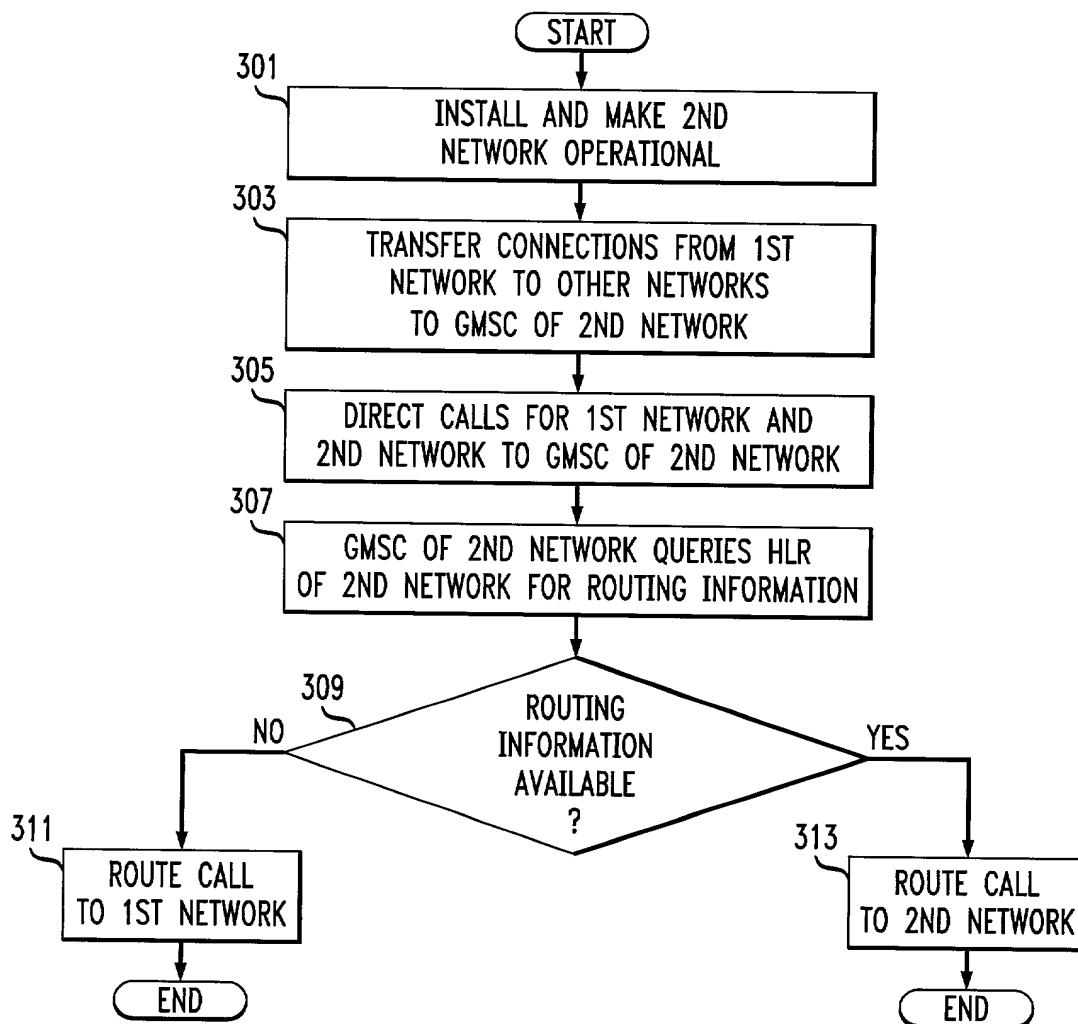 START
301
INSTALL AND MAKE 2ND
NETWORK OPERATIONAL
303
TRANSFER CONNECTIONS FROM 1ST
NETWORK TO OTHER NETWORKS
TO GMSC OF 2ND NETWORK
305
DIRECT CALLS FOR 1ST NETWORK AND
2ND NETWORK TO GMSC OF 2ND NETWORK
307
GMSC OF 2ND NETWORK QUERIES HLR
OF 2ND NETWORK FOR ROUTING INFORMATION
309
ROUTING
INFORMATION
AVAILABLE
?
NO
YES
311
ROUTE CALL
TO 1ST NETWORK
END
313
ROUTE CALL
TO 2ND NETWORK
END